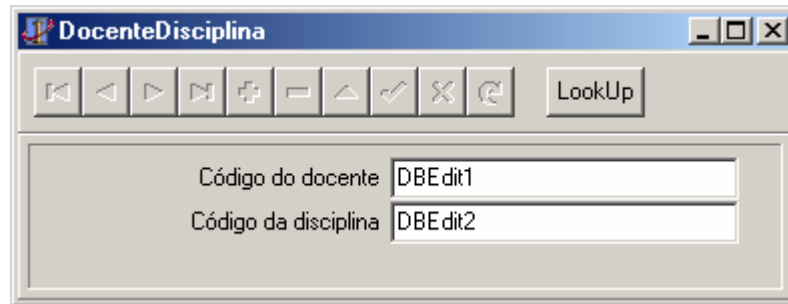 DocenteDisciplina
LookUp
Código do docente DBEdit1
Código da disciplina DBEdit2